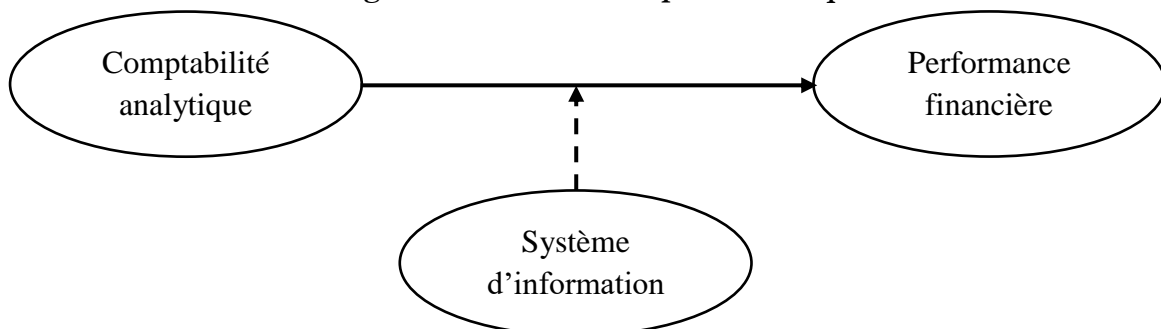 Comptabilité
analytique
Performance
financière
Système
d’information